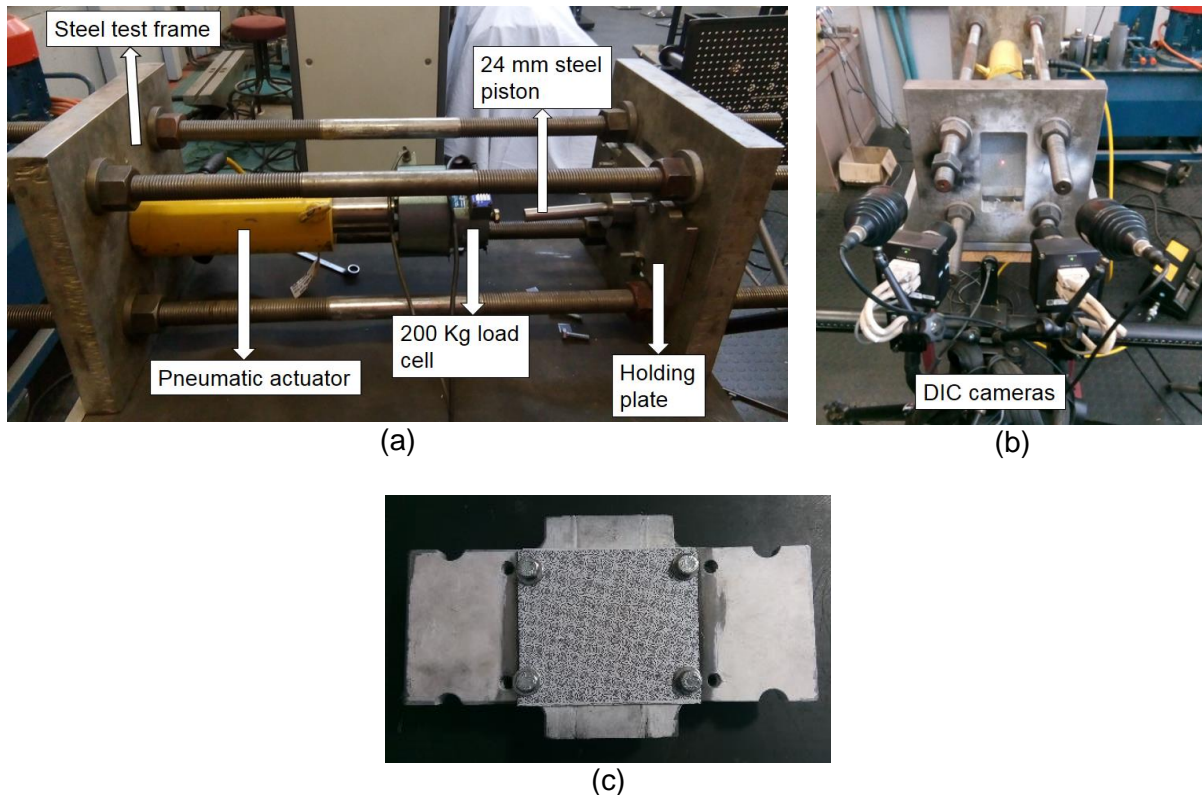 Steel test frame
24 mm steel
piston
200 Kg load
cell
Pneumatic actuator
Holding
plate
(a)
DIC cameras
(b)
(c)